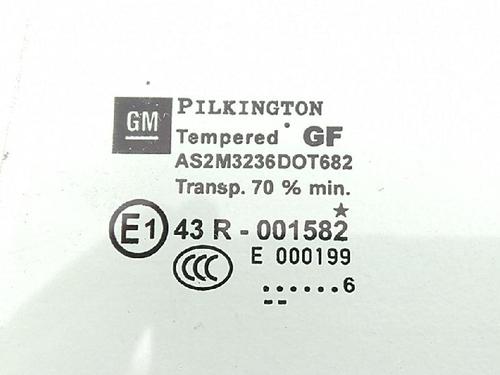 GM PILKINGTON
Tempered GF
AS2M3236DOT682
Transp. 70 % min.
E1 43 R - 001582
CCC E 000199
......6
--